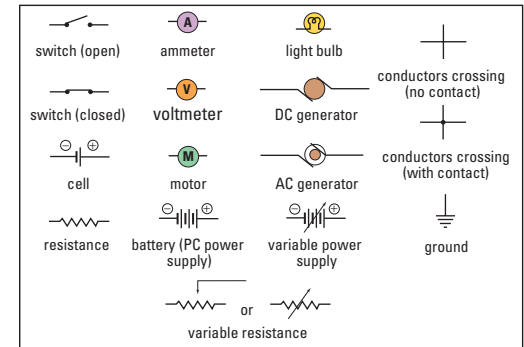 A
switch (open)
ammeter
light bulb
conductors crossing
(no contact)
V
switch (closed)
voltmeter
DC generator
M
conductors crossing
(with contact)
cell
motor
AC generator
resistance
battery (PC power
supply)
variable power
supply
ground
or
variable resistance